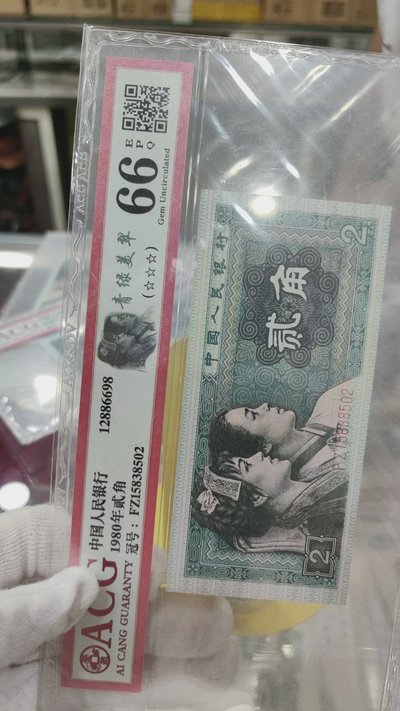 ACG
AI CANG GUARANTY
中国人民银行
1980年贰角
冠号：FZ15838502
12886698
青绿美翠
(☆☆☆)
66 EPQ
Gem Uncirculated
中国人民银行
贰角
2
FZ15838502
2